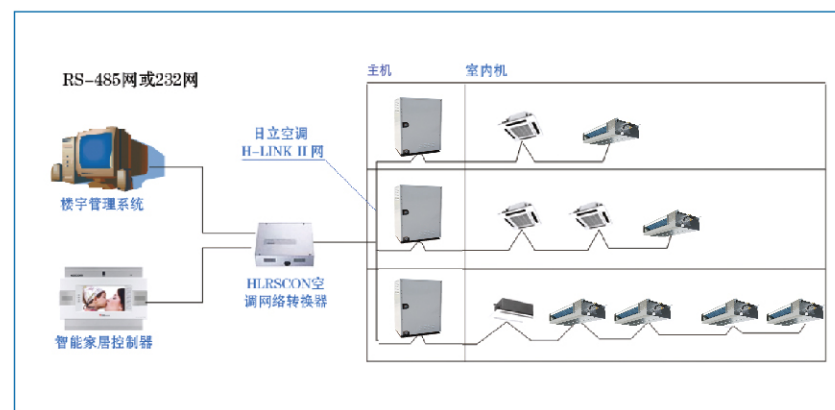 主机
室内机
RS-485网或232网
日立空调
H-LINK II 网
楼宇管理系统
HLRSCON空
调网络转换器
智能家居控制器